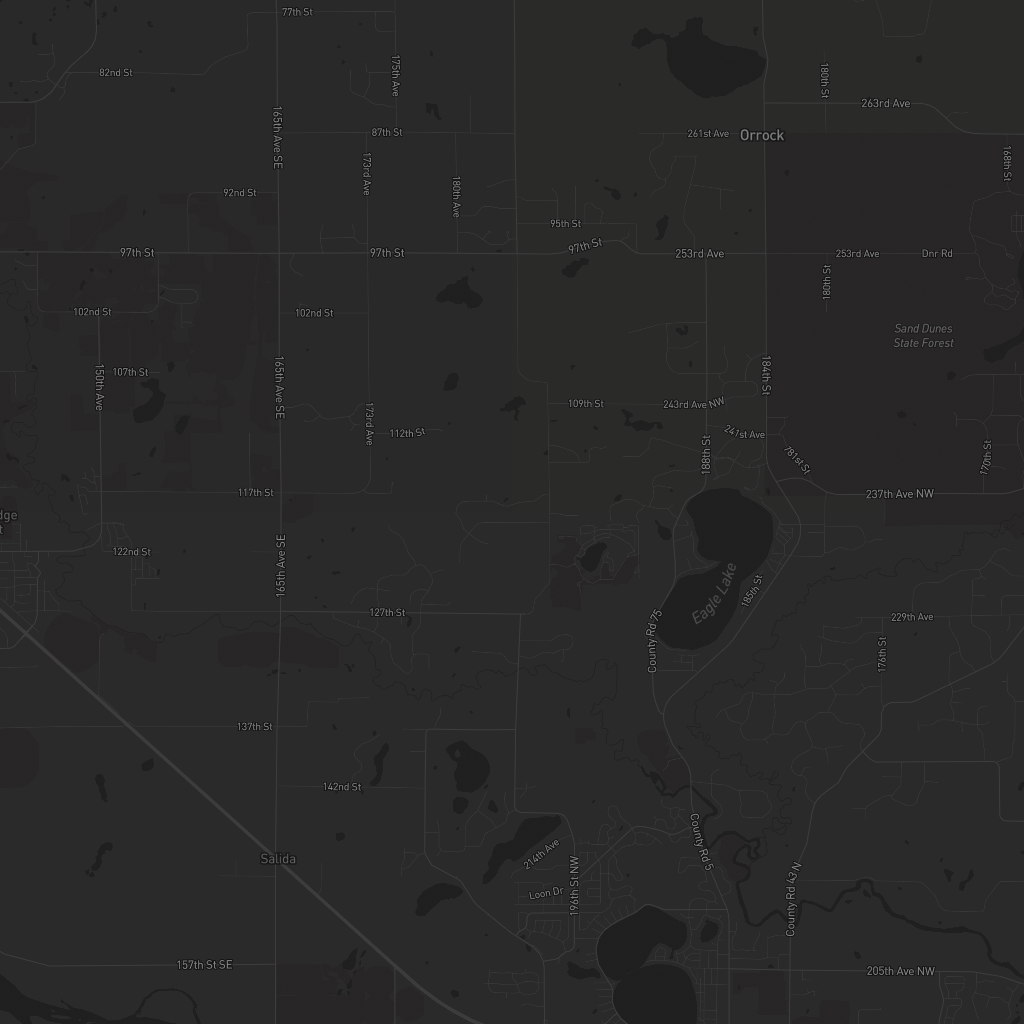 77th St
82nd St
175th Ave
180th St
263rd Ave
165th Ave SE
87th St
261st Ave
Orrock
168th St
173rd Ave
180th Ave
92nd St
95th St
97th St
97th St
97th St
253rd Ave
253rd Ave
Dnr Rd
180th St
102nd St
102nd St
Sand Dunes
State Forest
150th Ave
107th St
165th Ave SE
184th St
109th St
243rd Ave NW
173rd Ave
112th St
241st Ave
188th St
181st St
170th St
117th St
237th Ave NW
dge
t
122nd St
165th Ave SE
Eagle Lake
185th St
127th St
County Rd 75
229th Ave
176th St
137th St
142nd St
County Rd 5
Salida
214th Ave
Loon Dr
196th St NW
County Rd 43 N
157th St SE
205th Ave NW